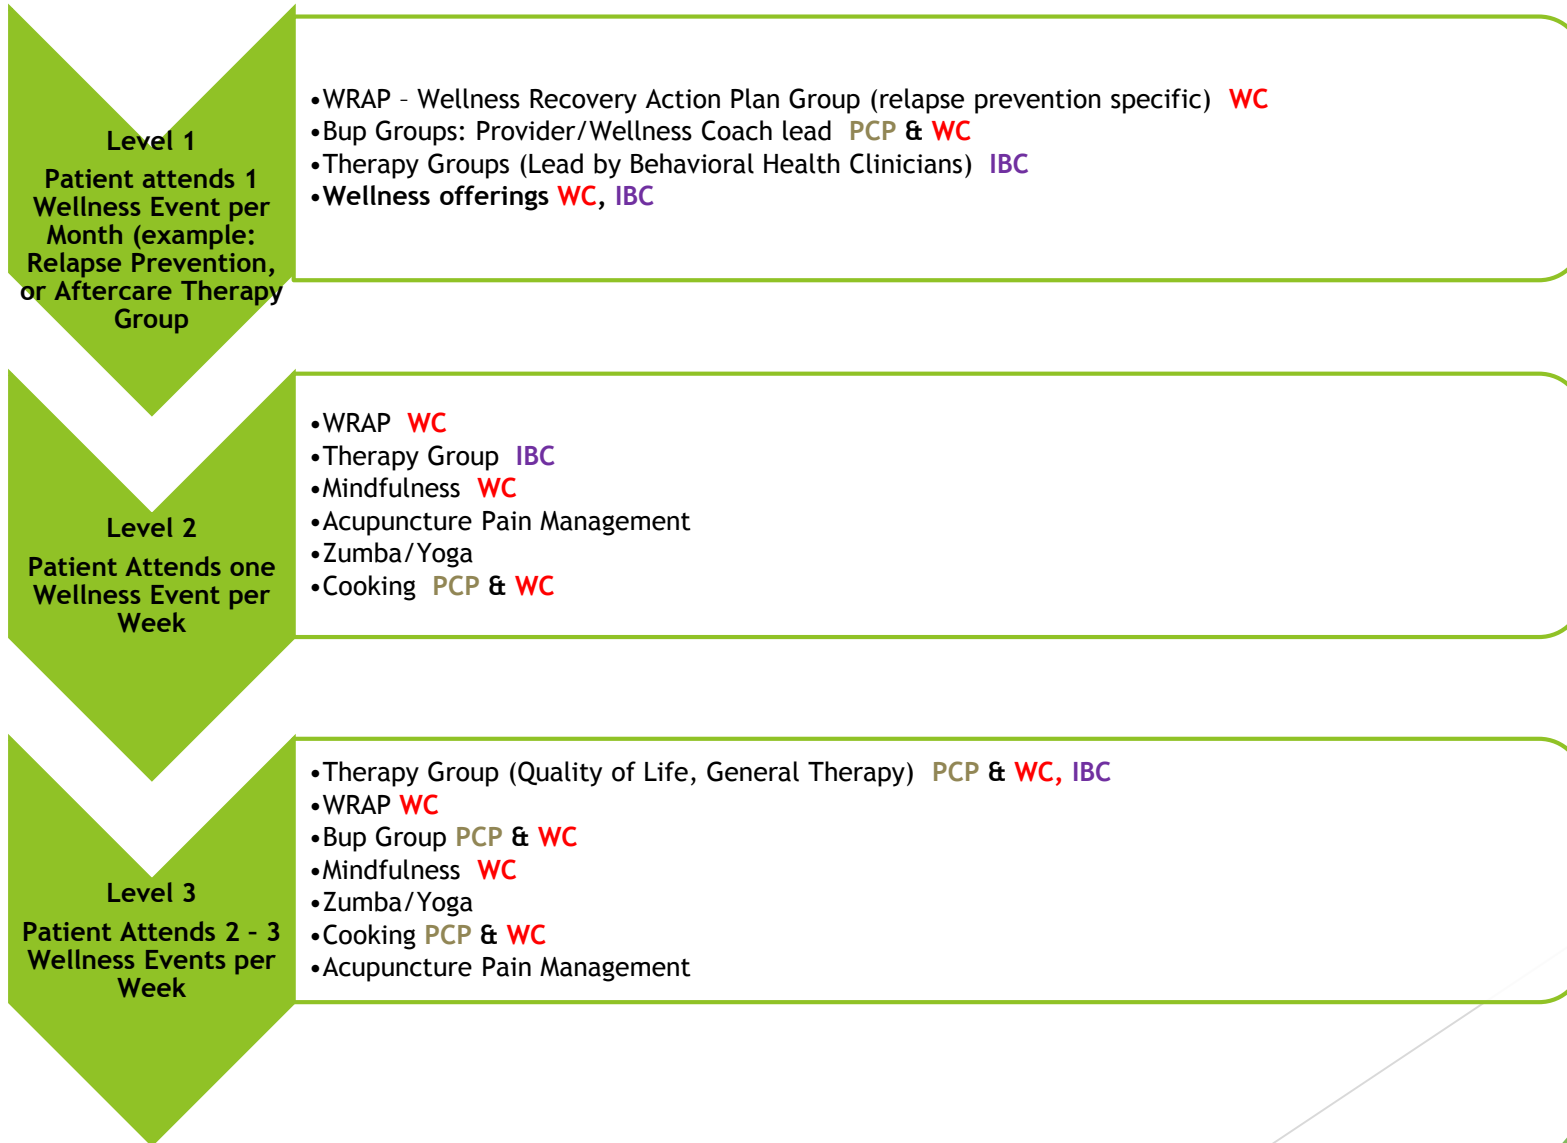 Level 1
Patient attends 1
Wellness Event per
Month (example:
Relapse Prevention,
or Aftercare Therapy
Group
•WRAP – Wellness Recovery Action Plan Group (relapse prevention specific) WC
•Bup Groups: Provider/Wellness Coach lead PCP & WC
•Therapy Groups (Lead by Behavioral Health Clinicians) IBC
•Wellness offerings WC, IBC
Level 2
Patient Attends one
Wellness Event per
Week
•WRAP WC
•Therapy Group IBC
•Mindfulness WC
•Acupuncture Pain Management
•Zumba/Yoga
•Cooking PCP & WC
Level 3
Patient Attends 2 – 3
Wellness Events per
Week
•Therapy Group (Quality of Life, General Therapy) PCP & WC, IBC
•WRAP WC
•Bup Group PCP & WC
•Mindfulness WC
•Zumba/Yoga
•Cooking PCP & WC
•Acupuncture Pain Management